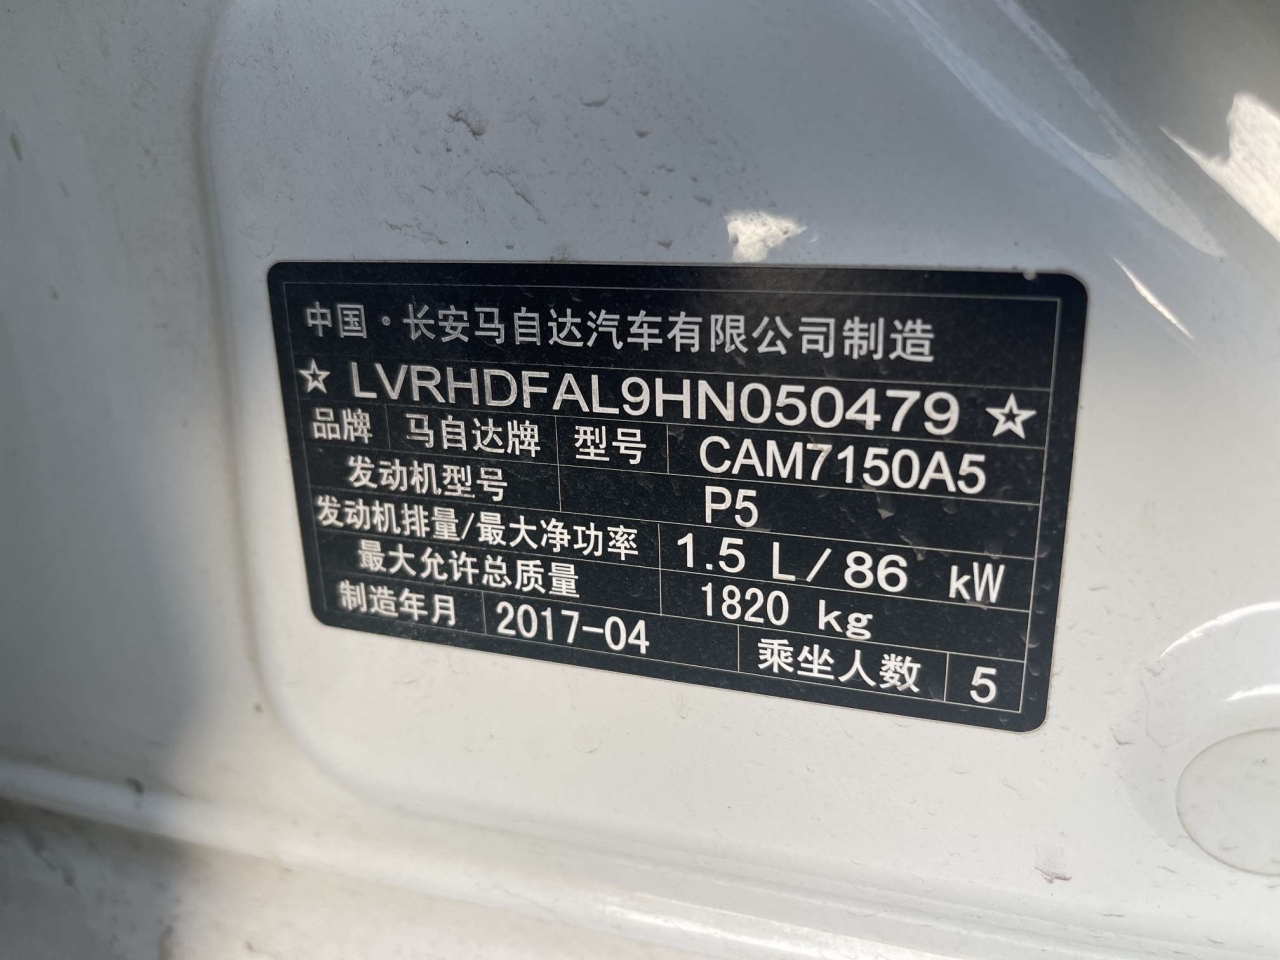 中国·长安马自达汽车有限公司制造
☆LVRHDFAL9HN050479☆
品牌 马自达牌 型号 CAM7150A5
发动机型号 P5
发动机排量/最大净功率 1.5 L/86 kW
最大允许总质量 1820 kg
制造年月 2017-04 乘坐人数 5